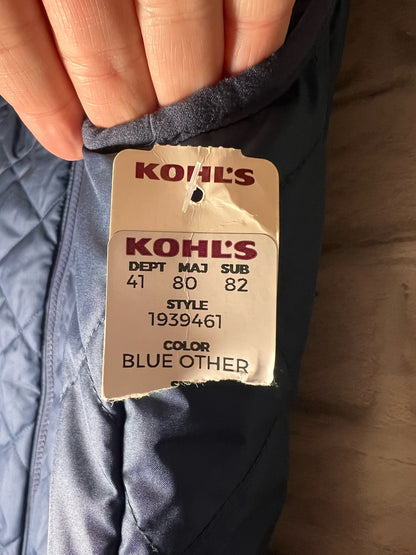 KOHL'S
KOHL'S
DEPT MAJ SUB
41 80 82
STYLE
1939461
COLOR
BLUE OTHER